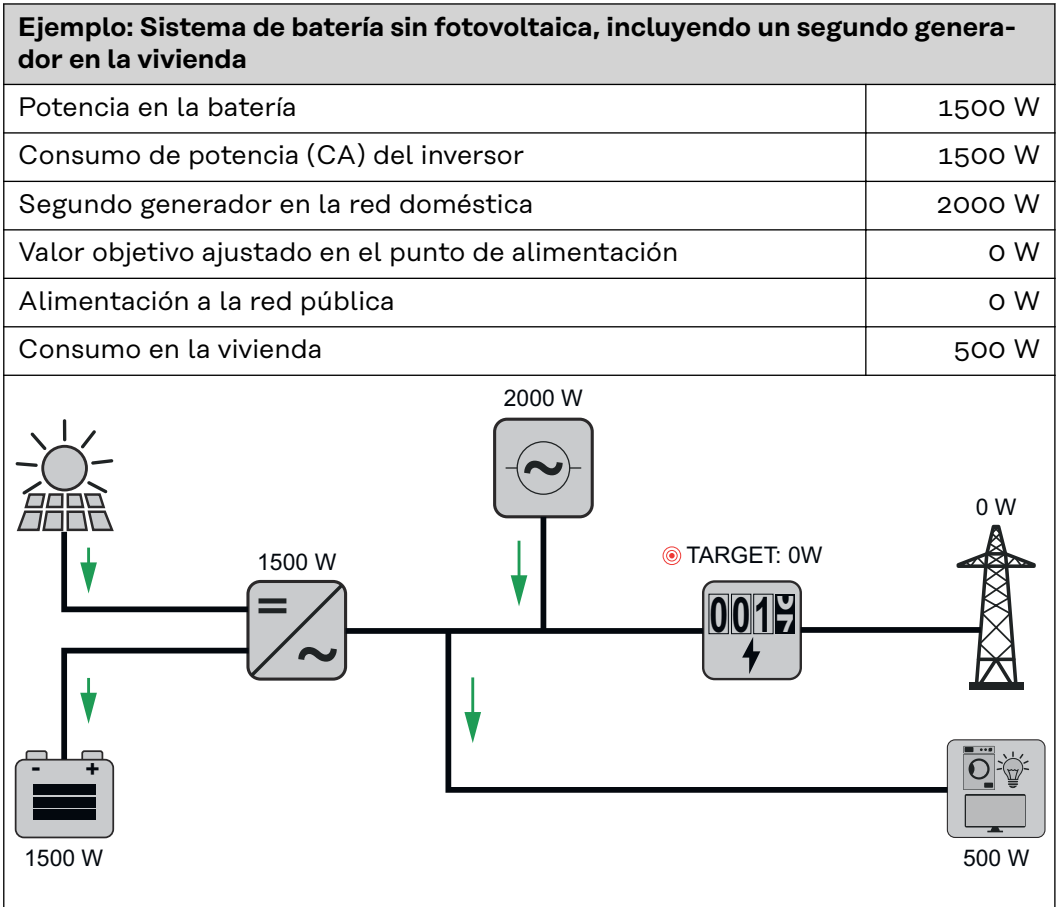 Ejemplo: Sistema de batería sin fotovoltaica, incluyendo un segundo genera-
dor en la vivienda
Potencia en la batería 1500 W
Consumo de potencia (CA) del inversor 1500 W
Segundo generador en la red doméstica 2000 W
Valor objetivo ajustado en el punto de alimentación 0 W
Alimentación a la red pública 0 W
Consumo en la vivienda 500 W
2000 W
0 W
1500 W
TARGET: 0W
1500 W
500 W